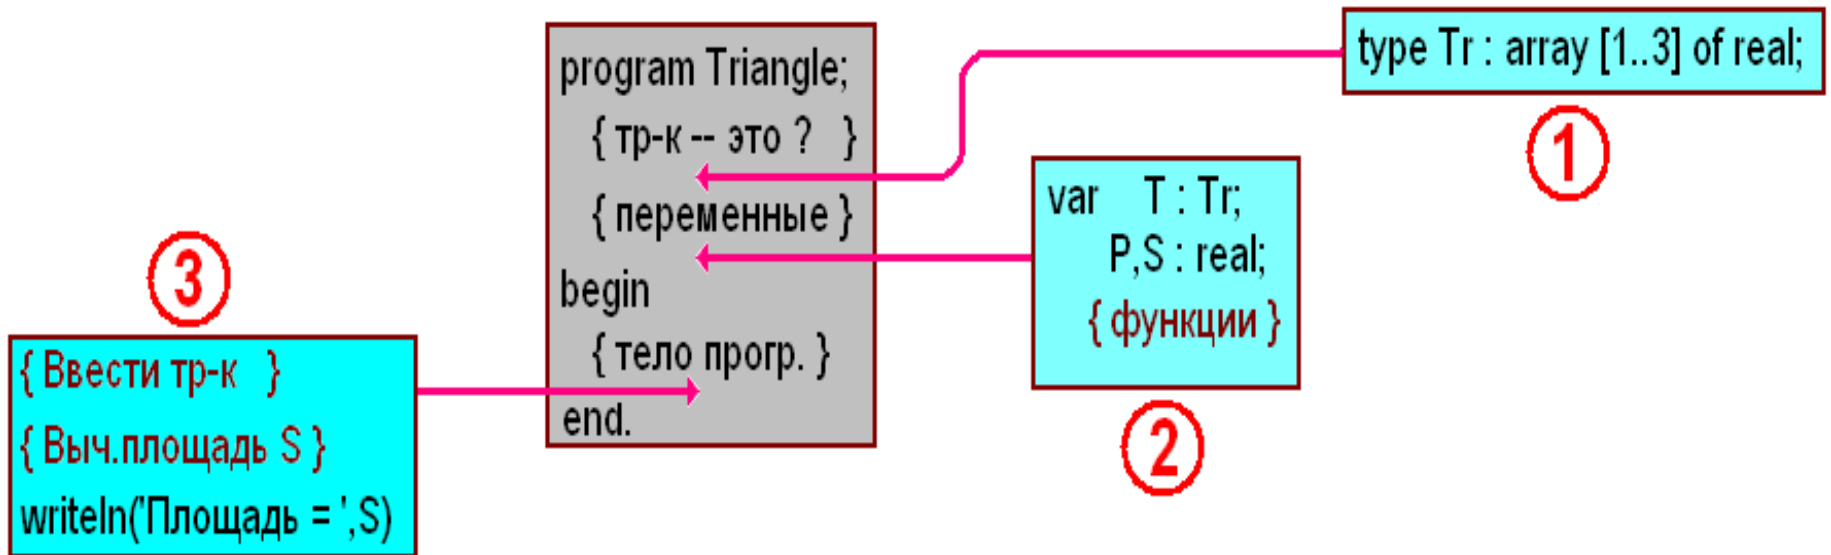 program Triangle;
{ тр-к -- это ? }
{ переменные }
begin
{ тело прогр. }
end.
type Tr : array [1..3] of real;
1
var T : Tr;
P,S : real;
{ функции }
2
3
{ Ввести тр-к }
{ Выч.площадь S }
writeln('Площадь = ',S)